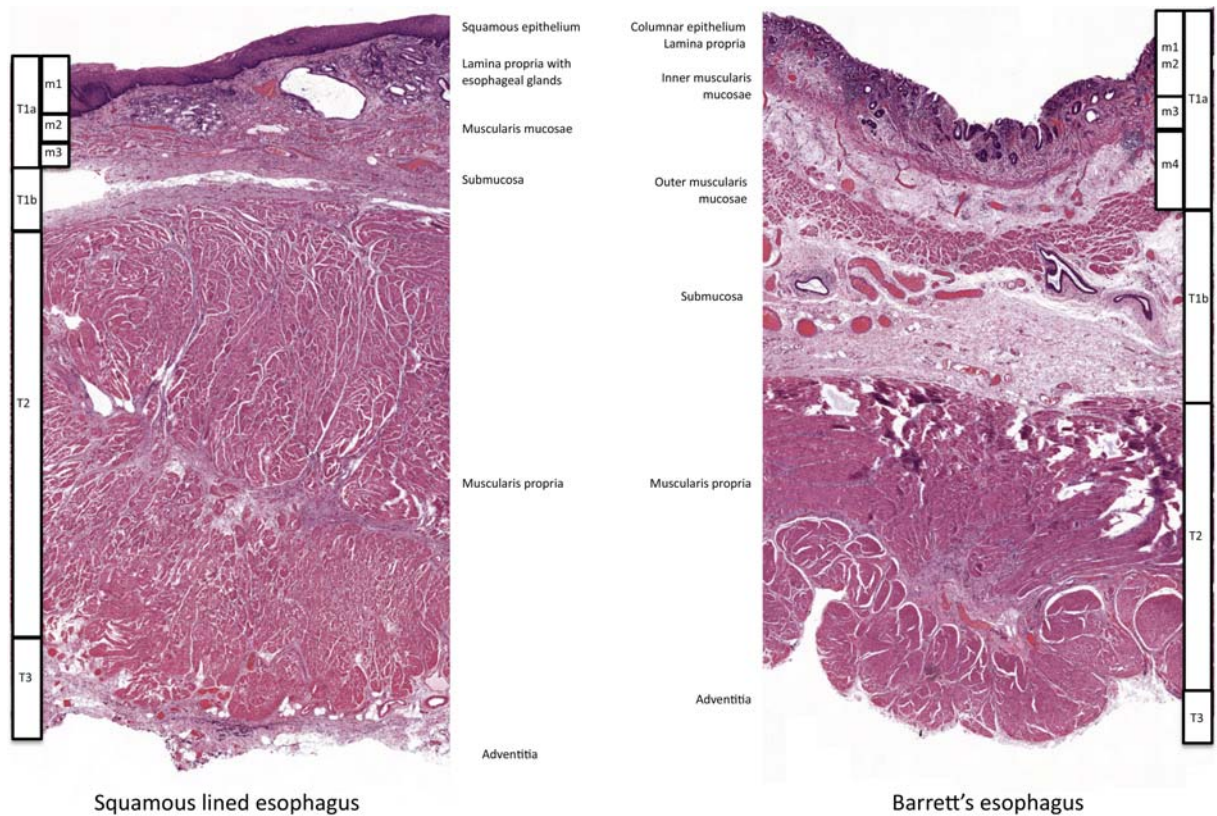 T1a
m1
m2
m3
T1b
T2
T3
Squamous epithelium
Lamina propria with
esophageal glands
Muscularis mucosae
Submucosa
Muscularis propria
Adventitia
Squamous lined esophagus
Columnar epithelium
Lamina propria
Inner muscularis
mucosae
Outer muscularis
mucosae
Submucosa
Muscularis propria
Adventitia
m1
m2
m3
m4
T1a
T1b
T2
T3
Barrett's esophagus